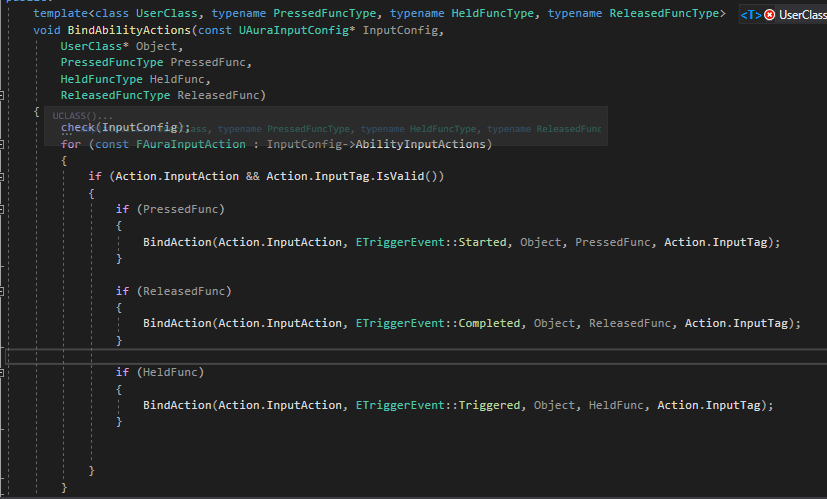 template<class UserClass, typename PressedFuncType, typename HeldFuncType, typename ReleasedFuncType>
<T> UserClass
void BindAbilityActions(const UAuraInputConfig* InputConfig,
UserClass* Object,
PressedFuncType PressedFunc,
HeldFuncType HeldFunc,
ReleasedFuncType ReleasedFunc)
{
UCLASS()...
check(InputConfig);
ass, typename PressedFuncType, typename HeldFuncType, typename ReleasedFunc
for (const FAuraInputAction : InputConfig->AbilityInputActions)
{
if (Action.InputAction && Action.InputTag.IsValid())
{
if (PressedFunc)
{
BindAction(Action.InputAction, ETriggerEvent::Started, Object, PressedFunc, Action.InputTag);
}
if (ReleasedFunc)
{
BindAction(Action.InputAction, ETriggerEvent::Completed, Object, ReleasedFunc, Action.InputTag);
}
if (HeldFunc)
{
BindAction(Action.InputAction, ETriggerEvent::Triggered, Object, HeldFunc, Action.InputTag);
}
}
}